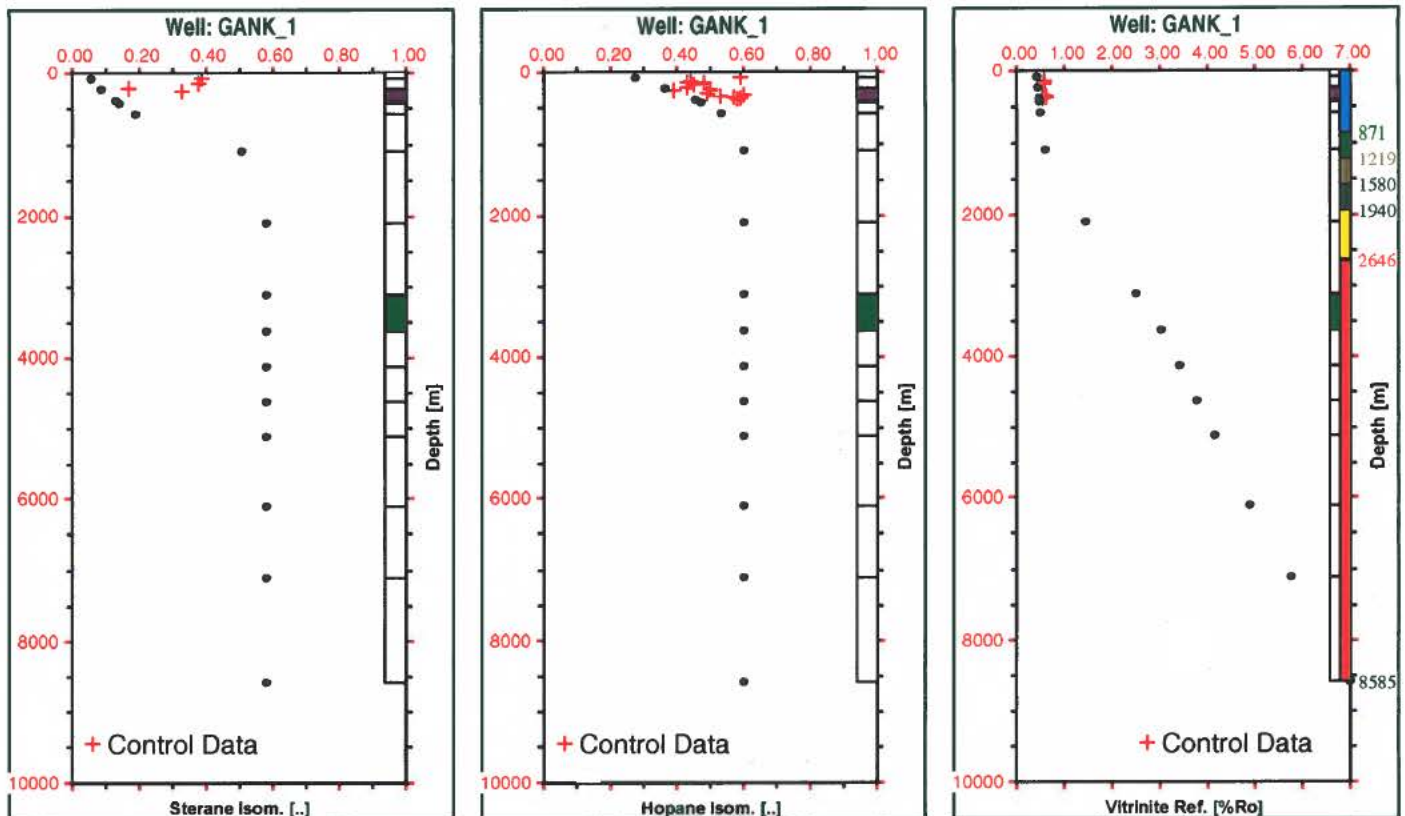 Well: GANK_1
0.00 0.20 0.40 0.60 0.80 1.00
0
2000
4000
6000
8000
10000
Depth [m]
+ Control Data
Sterane Isom. [..]
Well: GANK_1
0.00 0.20 0.40 0.60 0.80 1.00
0
2000
4000
6000
8000
10000
Depth [m]
+ Control Data
Hopane Isom. [..]
Well: GANK_1
0.00 1.00 2.00 3.00 4.00 5.00 6.00 7.00
0
2000
4000
6000
8000
10000
871
1219
1580
1940
2646
8585
Depth [m]
+ Control Data
Vitrinite Ref. [%Ro]